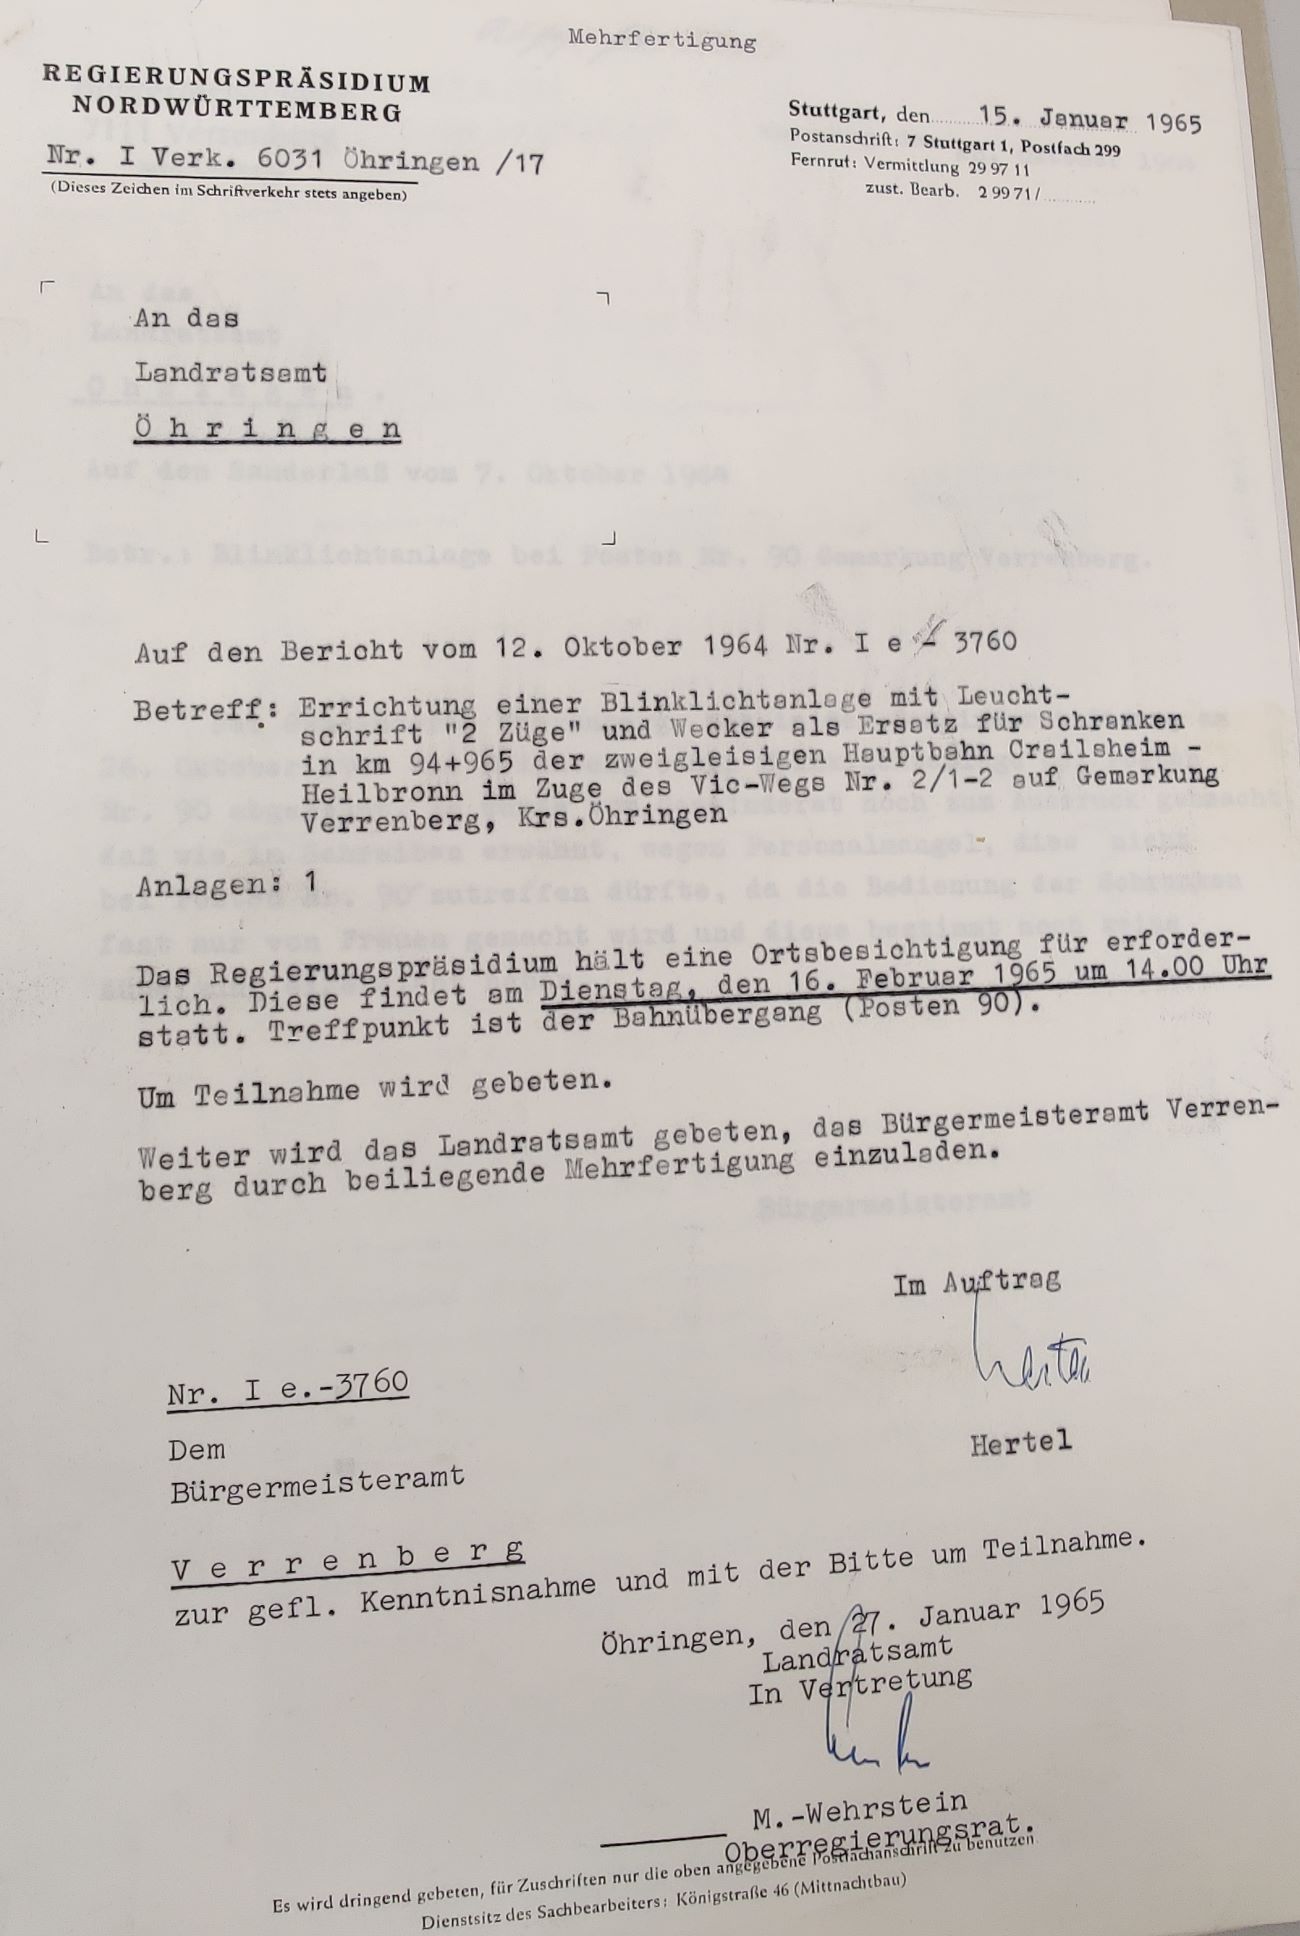 Mehrfertigung
REGIERUNGSPRÄSIDIUM
NORDWÜRTTEMBERG
Nr. I Verk. 6031 Öhringen /17
(Dieses Zeichen im Schriftverkehr stets angeben)
Stuttgart, den 15. Januar 1965
Postanschrift: 7 Stuttgart 1, Postfach 299
Fernruf: Vermittlung 29 97 11
zust. Bearb. 2 99 71/
An das
Landratsamt
Öhringen
Auf den Bericht vom 12. Oktober 1964 Nr. I e - 3760
Betreff: Errichtung einer Blinklichtanlage mit Leucht-
schrift "2 Züge" und Wecker als Ersatz für Schranken
in km 94+965 der zweigleisigen Hauptbahn Crailsheim -
Heilbronn im Zuge des Vic-Wegs Nr. 2/1-2 auf Gemarkung
Verrenberg, Krs.Öhringen
Anlagen: 1
Das Regierungspräsidium hält eine Ortsbesichtigung für erforder-
lich. Diese findet am Dienstag, den 16. Februar 1965 um 14.00 Uhr
statt. Treffpunkt ist der Bahnübergang (Posten 90).
Um Teilnahme wird gebeten.
Weiter wird das Landratsamt gebeten, das Bürgermeisteramt Verren-
berg durch beiliegende Mehrfertigung einzuladen.
Im Auftrag
Hertel
Hertel
Nr. I e.-3760
Dem
Bürgermeisteramt
Verrenberg
zur gefl. Kenntnisnahme und mit der Bitte um Teilnahme.
Öhringen, den 27. Januar 1965
Landratsamt
In Vertretung
M.-Wehrstein
Oberregierungsrat.
Es wird dringend gebeten, für Zuschriften nur die oben angegebene Postfachanschrift zu benutzen
Dienstsitz des Sachbearbeiters: Königstraße 46 (Mittnachtbau)